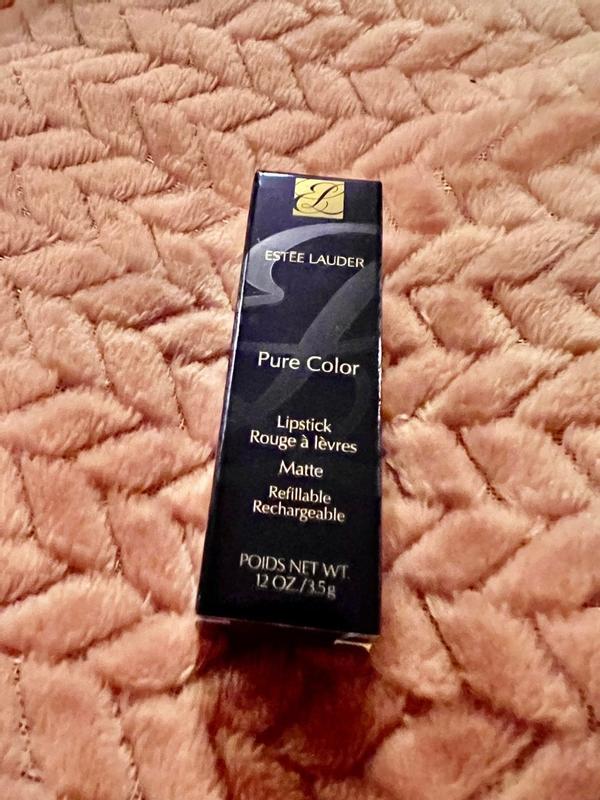 ESTĒE LAUDER
Pure Color
Lipstick
Rouge à lèvres
Matte
Refillable
Rechargeable
POIDS NET WT.
12 OZ./3.5g